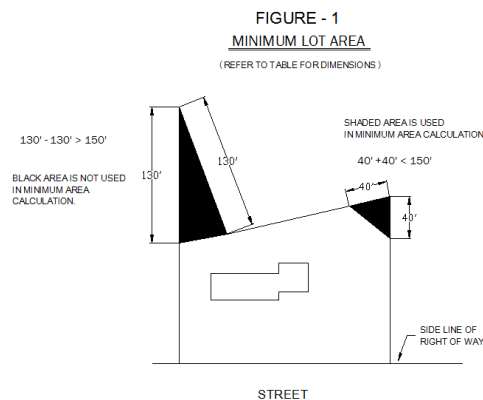 FIGURE - 1
MINIMUM LOT AREA
( REFER TO TABLE FOR DIMENSIONS )
130' - 130' > 150'
BLACK AREA IS NOT USED
IN MINIMUM AREA
CALCULATION.
130'
130'
SHADED AREA IS USED
IN MINIMUM AREA CALCULATION
40' +40' < 150'
40'
40'
SIDE LINE OF
RIGHT OF WAY
STREET